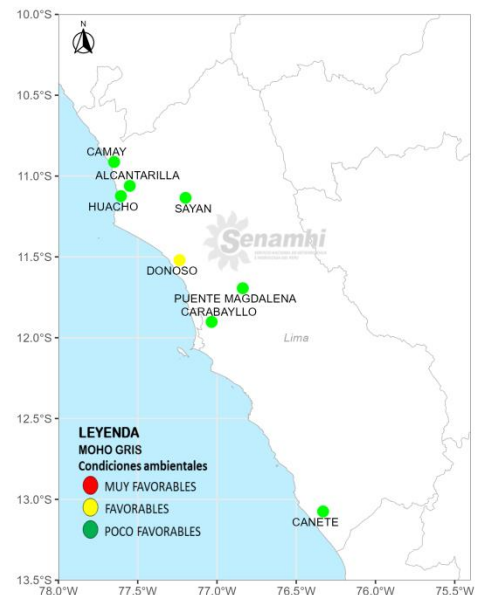 10.0°S
N
10.5°S
CAMAY
11.0°S
ALCANTARILLA
HUACHO
SAYAN
Senamhi
11.5°S
DONOSO
PUENTE MAGDALENA
CARABAYLLO
12.0°S
Lima
12.5°S
LEYENDA
MOHO GRIS
Condiciones ambientales
MUY FAVORABLES
13.0°S
FAVORABLES
CANETE
POCO FAVORABLES
13.5°S
78.0°W 77.5°W 77.0°W 76.5°W 76.0°W 75.5°W